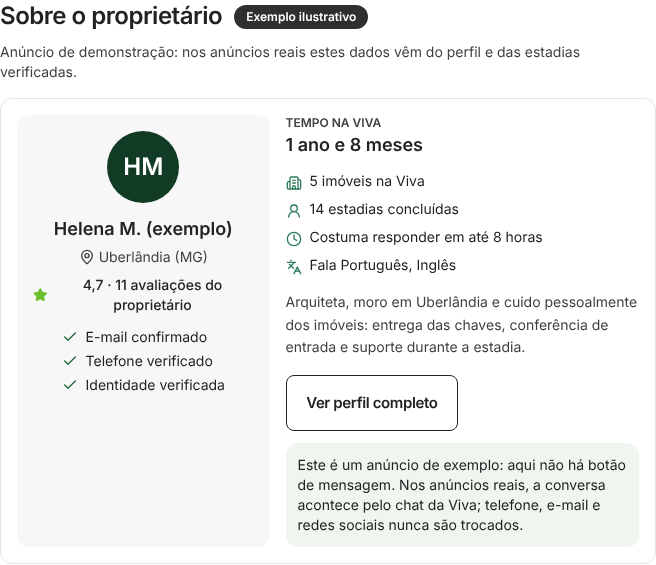 Sobre o proprietário
Exemplo ilustrativo
Anúncio de demonstração: nos anúncios reais estes dados vêm do perfil e das estadias
verificadas.
HM
Helena M. (exemplo)
Uberlândia (MG)
4,7 · 11 avaliações do
proprietário
E-mail confirmado
Telefone verificado
Identidade verificada
TEMPO NA VIVA
1 ano e 8 meses
5 imóveis na Viva
14 estadias concluídas
Costuma responder em até 8 horas
Fala Português, Inglês
Arquiteta, moro em Uberlândia e cuido pessoalmente
dos imóveis: entrega das chaves, conferência de
entrada e suporte durante a estadia.
Ver perfil completo
Este é um anúncio de exemplo: aqui não há botão
de mensagem. Nos anúncios reais, a conversa
acontece pelo chat da Viva; telefone, e-mail e
redes sociais nunca são trocados.